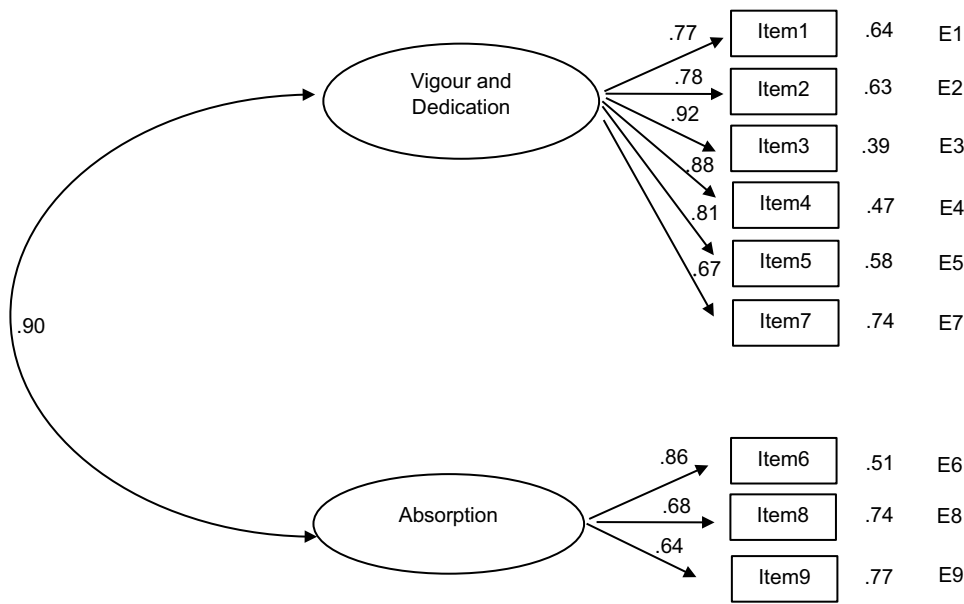 .77
Item1 .64 E1
Vigour and
Dedication
.78
Item2 .63 E2
.92
Item3 .39 E3
.88
Item4 .47 E4
.81
Item5 .58 E5
.67
Item7 .74 E7
.90
.86
Item6 .51 E6
Absorption
.68
Item8 .74 E8
.64
Item9 .77 E9